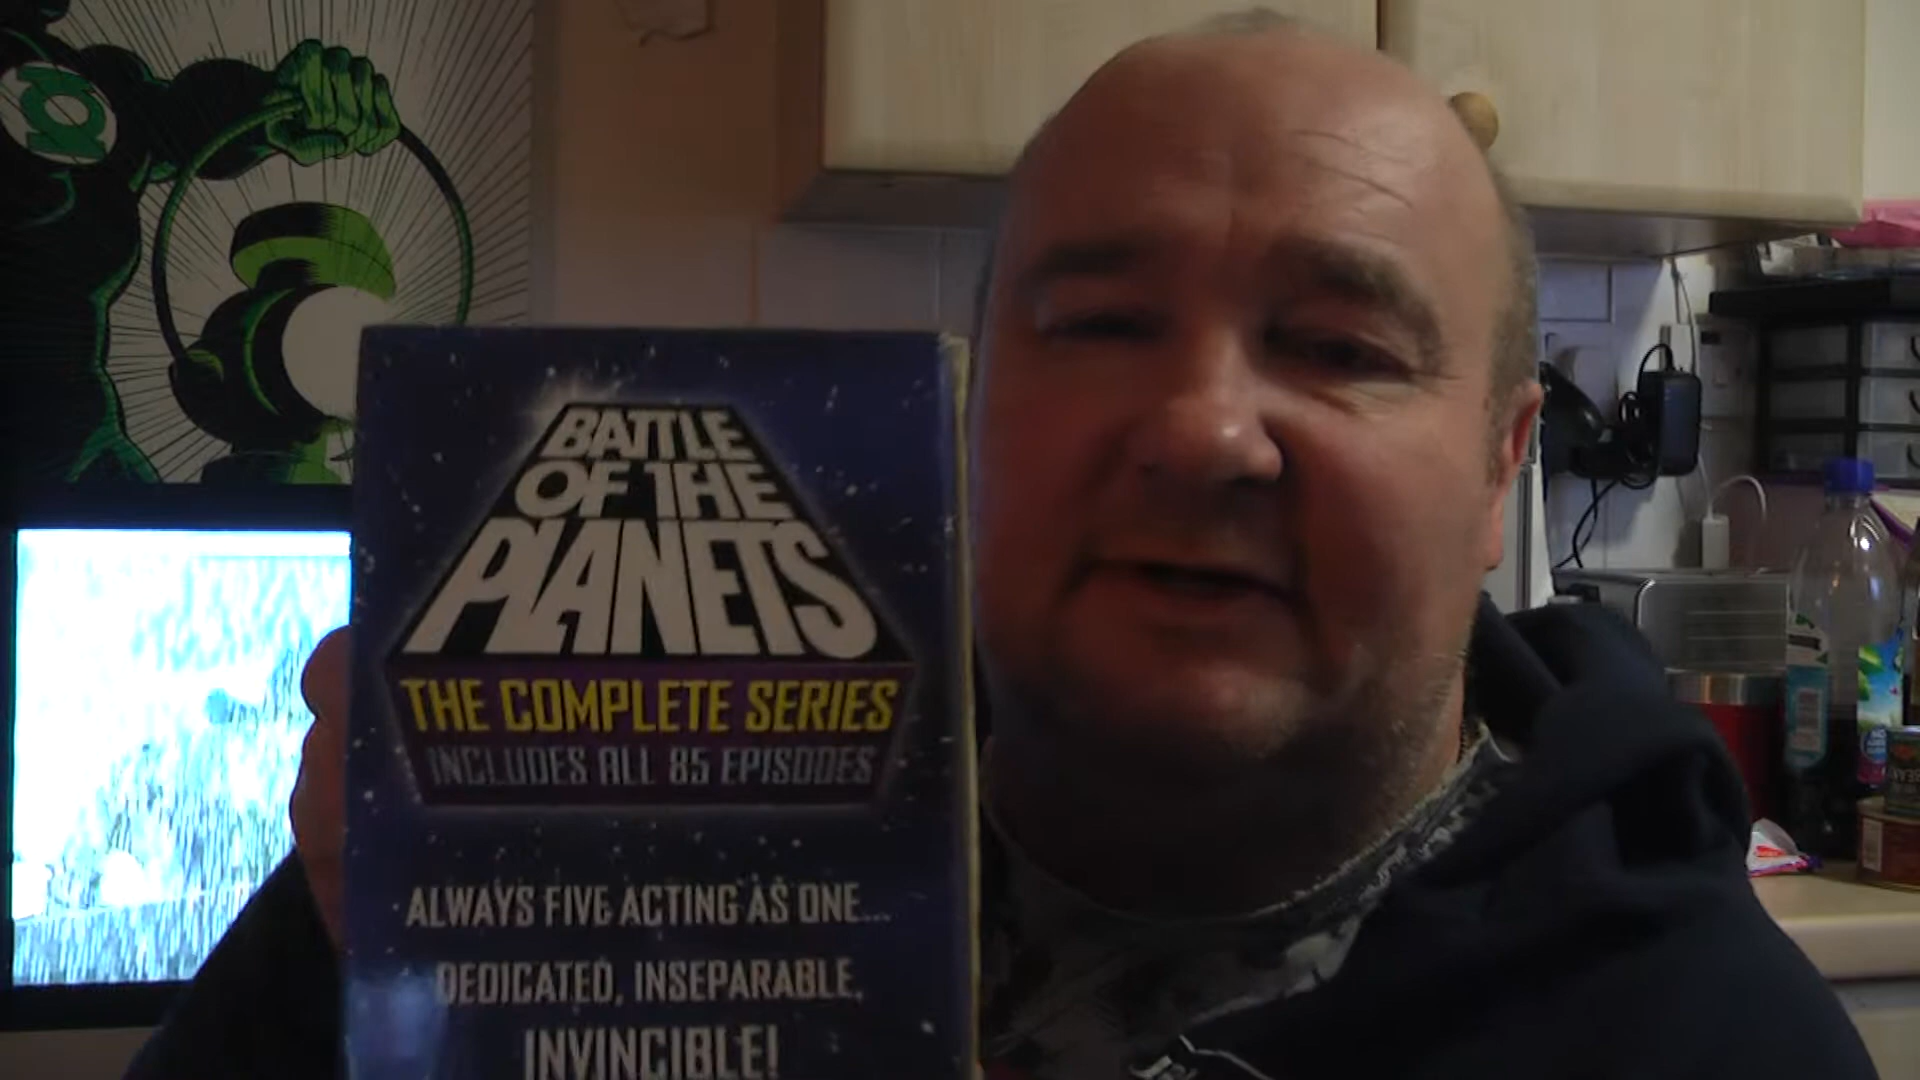 BATTLE
OF THE
PLANETS
THE COMPLETE SERIES
INCLUDES ALL 85 EPISODES
ALWAYS FIVE ACTING AS ONE...
DEDICATED, INSEPARABLE,
INVINCIBLE!